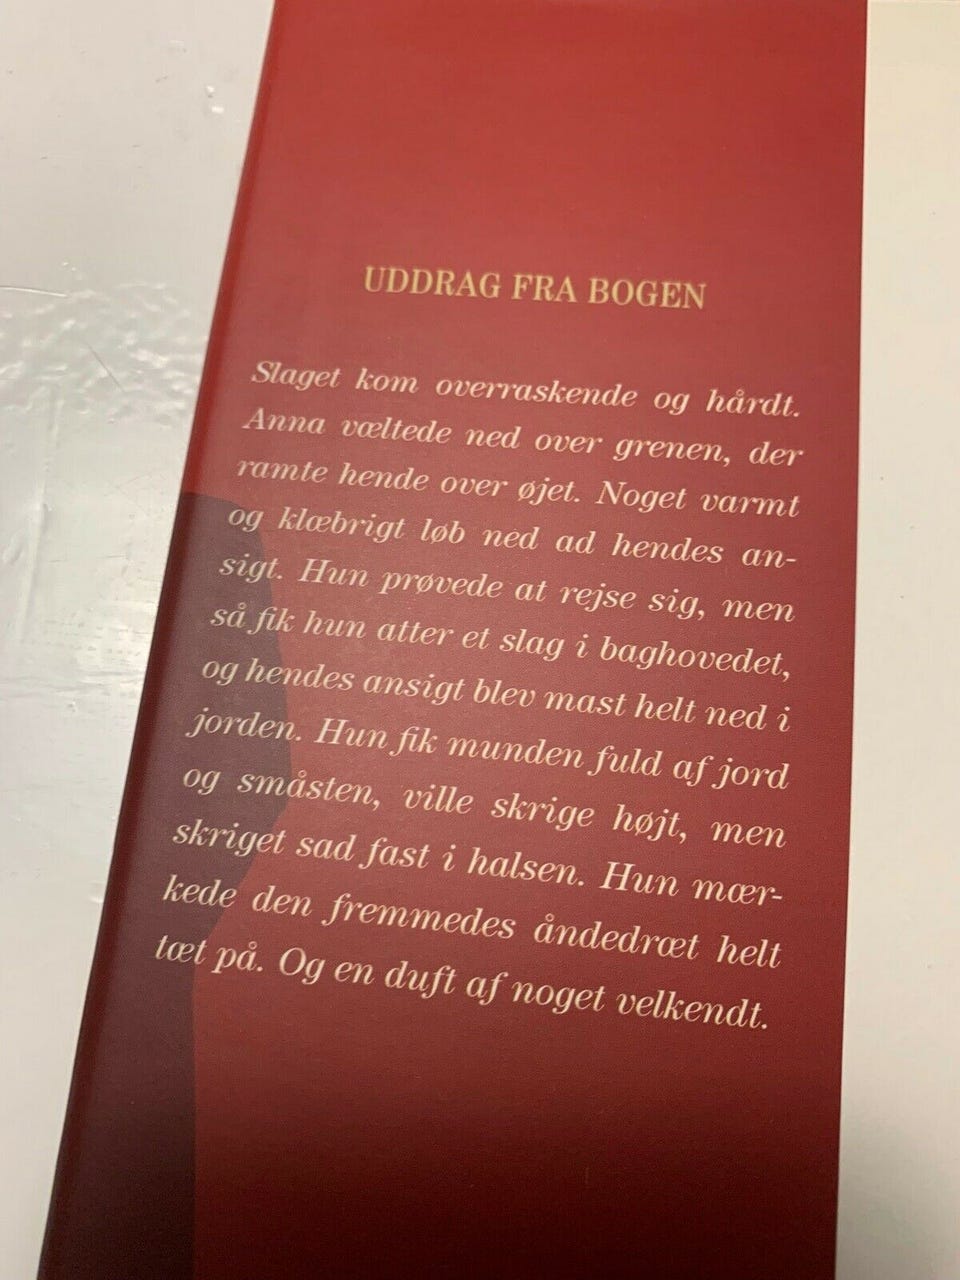 UDDRAG FRA BOGEN
Slaget kom overraskende og hårdt.
Anna væltede ned over grenen, der
ramte hende over øjet. Noget varmt
og klæbrigt løb ned ad hendes an-
sigt. Hun prøvede at rejse sig, men
så fik hun atter et slag i baghovedet,
og hendes ansigt blev mast helt ned i
jorden. Hun fik munden fuld af jord
og småsten, ville skrige højt, men
skriget sad fast i halsen. Hun mær-
kede den fremmedes åndedræt helt
tæt på. Og en duft af noget velkendt.